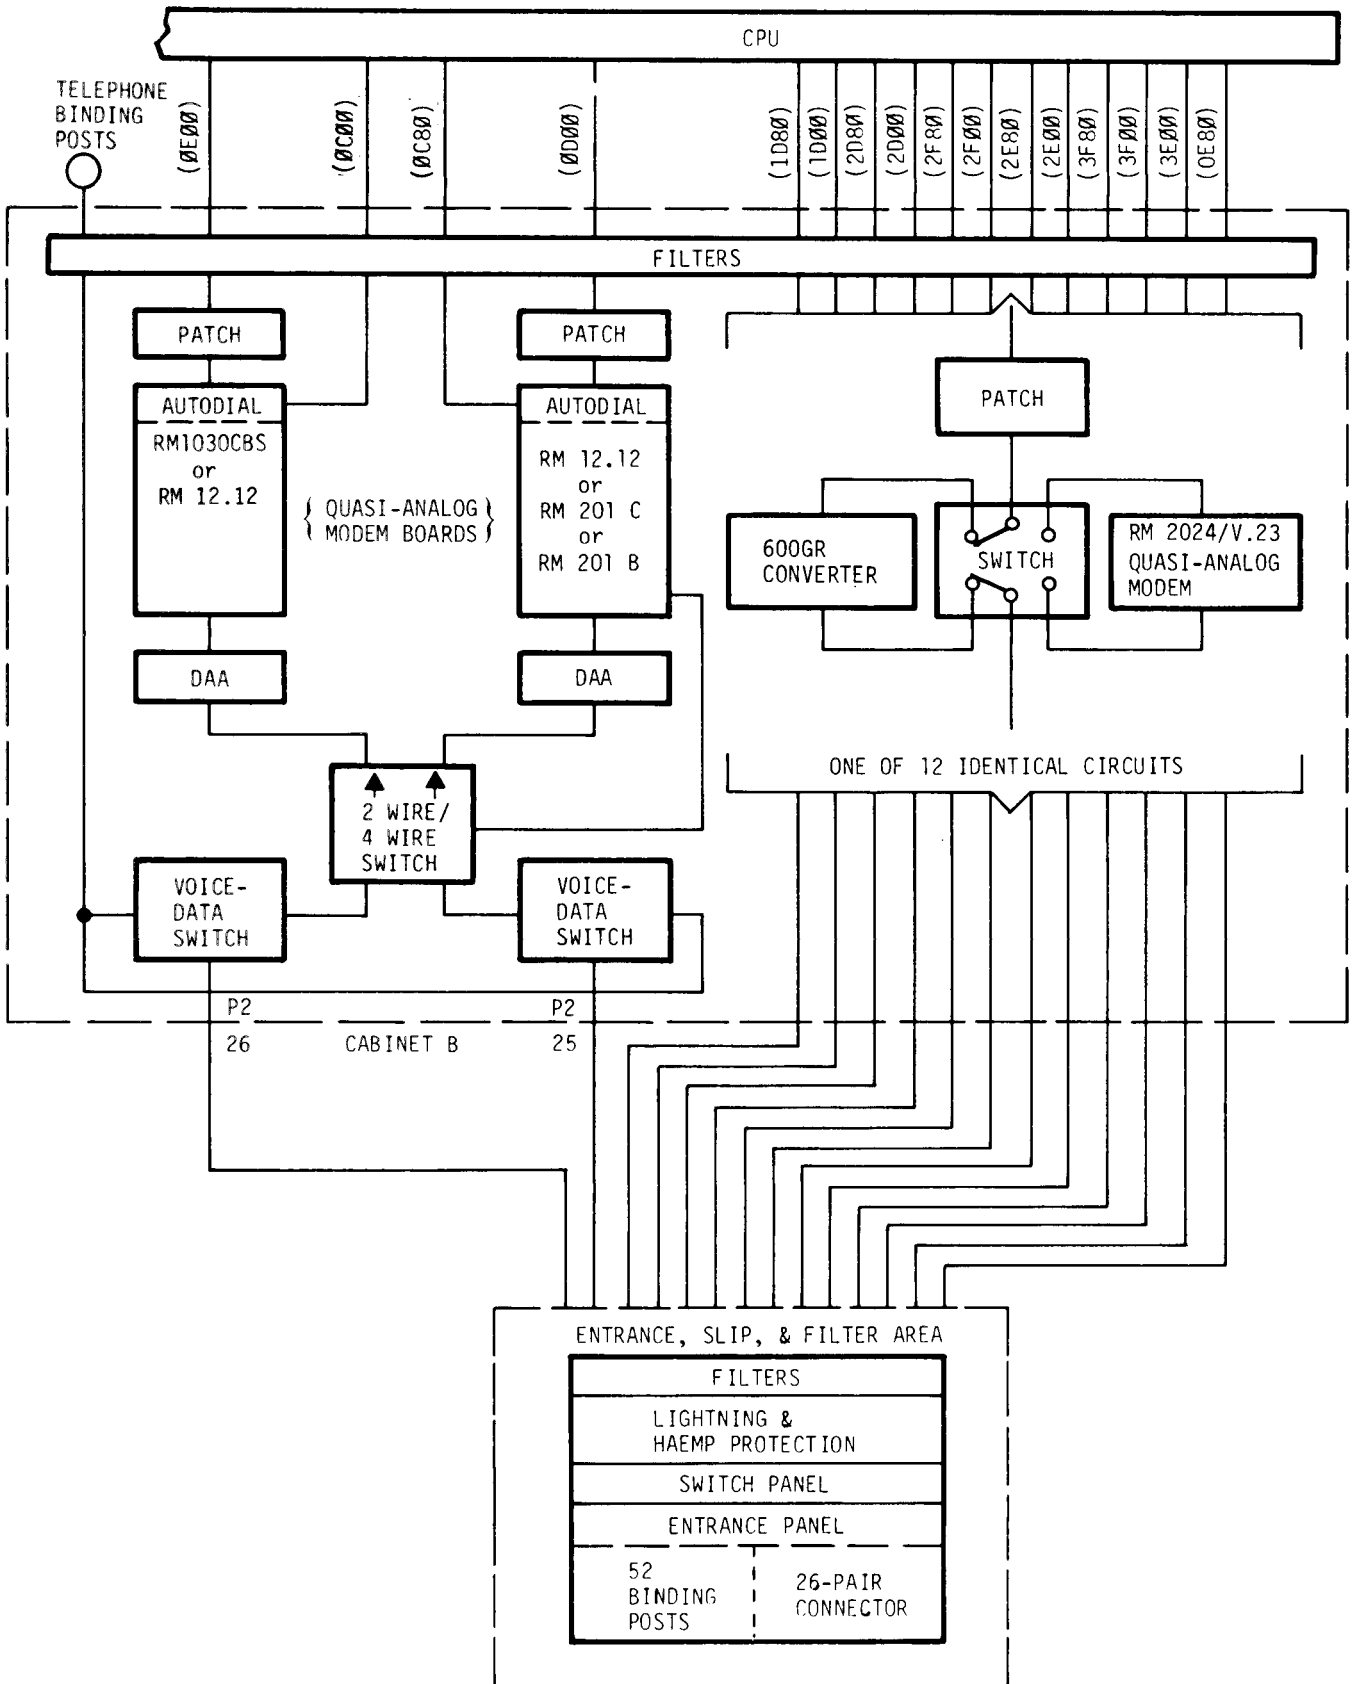 CPU
TELEPHONE
BINDING
POSTS
(ØEØØ)
(ØCØØ)
(ØC8Ø)
(ØDØØ)
(1D8Ø)
(1DØØ)
(2D8Ø)
(2DØØ)
(2F8Ø)
(2FØØ)
(2E8Ø)
(2EØØ)
(3F8Ø)
(3FØØ)
(3EØØ)
(0E8Ø)
FILTERS
PATCH
PATCH
PATCH
AUTODIAL
RM1030CBS
or
RM 12.12
{ QUASI-ANALOG }
{ MODEM BOARDS }
AUTODIAL
RM 12.12
or
RM 201 C
or
RM 201 B
600GR
CONVERTER
SWITCH
RM 2024/V.23
QUASI-ANALOG
MODEM
DAA
DAA
ONE OF 12 IDENTICAL CIRCUITS
2 WIRE/
4 WIRE
SWITCH
VOICE-
DATA
SWITCH
VOICE-
DATA
SWITCH
P2
P2
26
CABINET B
25
ENTRANCE, SLIP, & FILTER AREA
FILTERS
LIGHTNING &
HAEMP PROTECTION
SWITCH PANEL
ENTRANCE PANEL
52
BINDING
POSTS
26-PAIR
CONNECTOR